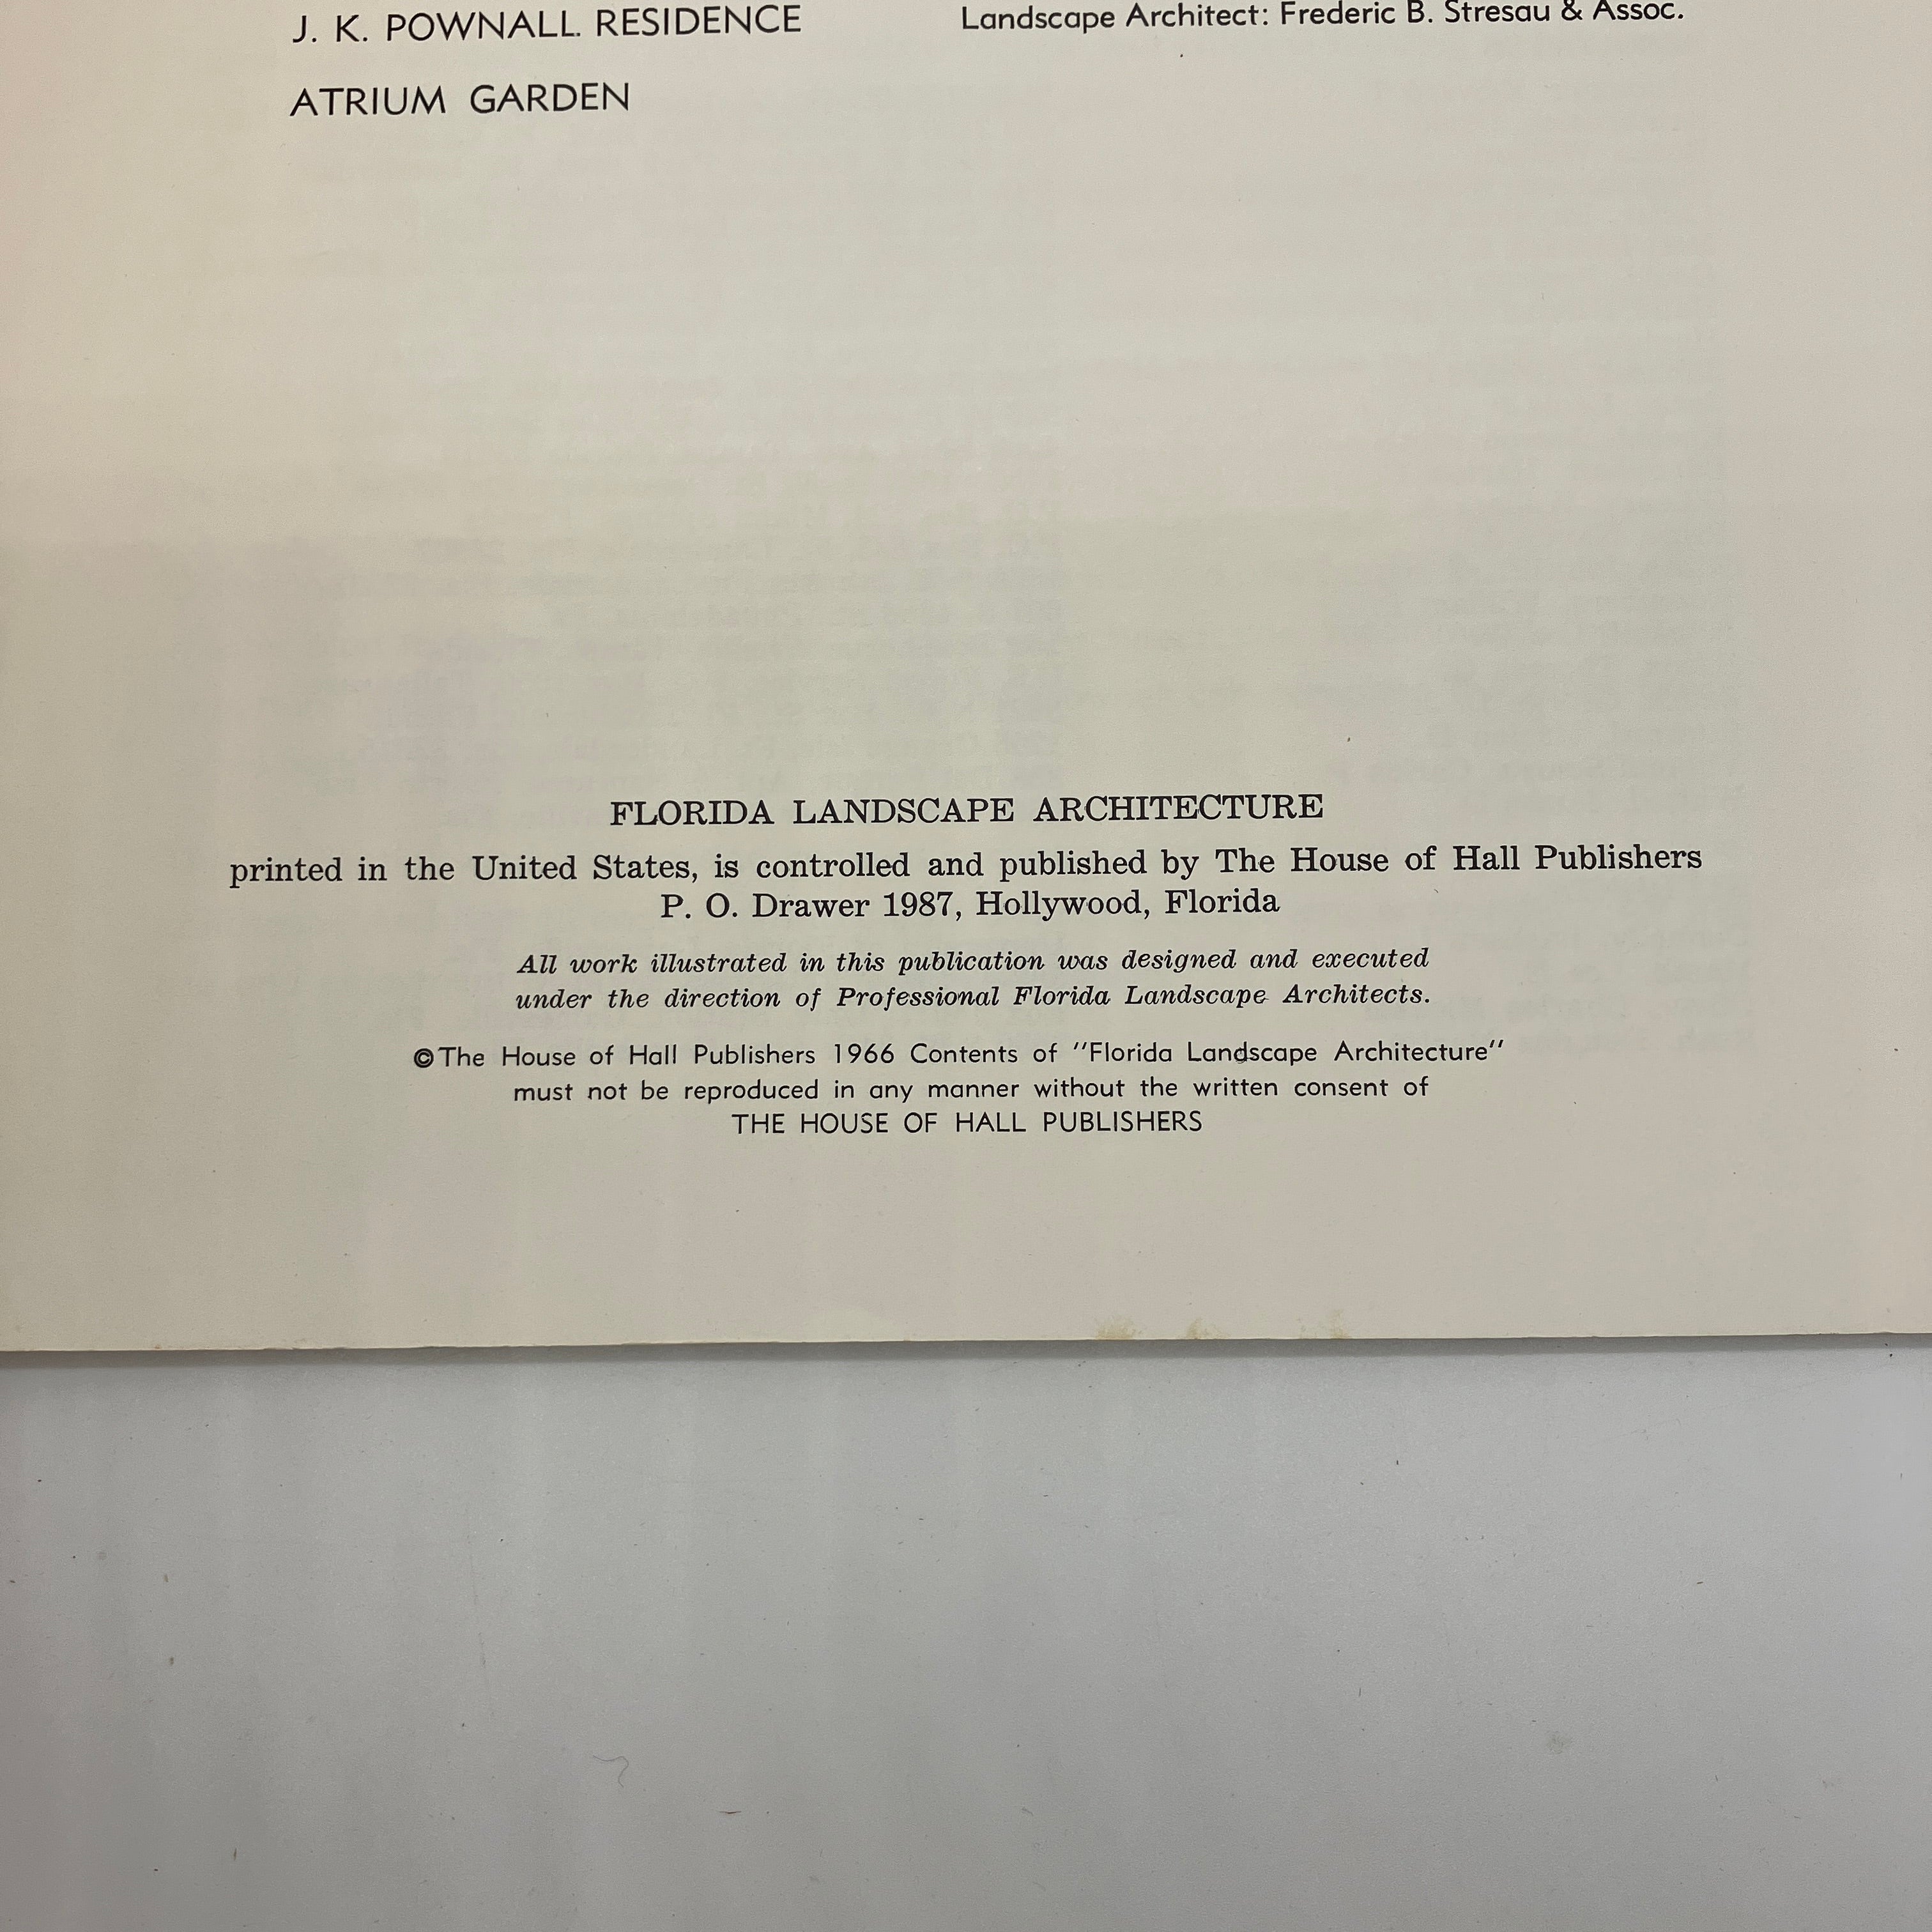 J. K. POWNALL RESIDENCE
Landscape Architect: Frederic B. Stresau & Assoc.
ATRIUM GARDEN
FLORIDA LANDSCAPE ARCHITECTURE
printed in the United States, is controlled and published by The House of Hall Publishers
P. O. Drawer 1987, Hollywood, Florida
All work illustrated in this publication was designed and executed
under the direction of Professional Florida Landscape Architects.
©The House of Hall Publishers 1966 Contents of "Florida Landscape Architecture"
must not be reproduced in any manner without the written consent of
THE HOUSE OF HALL PUBLISHERS